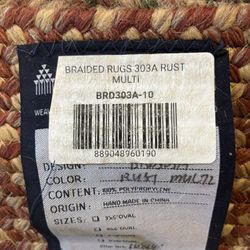 BRAIDED RUGS 303A RUST
MULTI
BRD303A-10
889048960190
WEAV
DESIGN:
COLOR: RUST MULTI
CONTENT: 100% POLYPROPYLENE
ORIGIN: HAND MADE IN CHINA
SIZES: